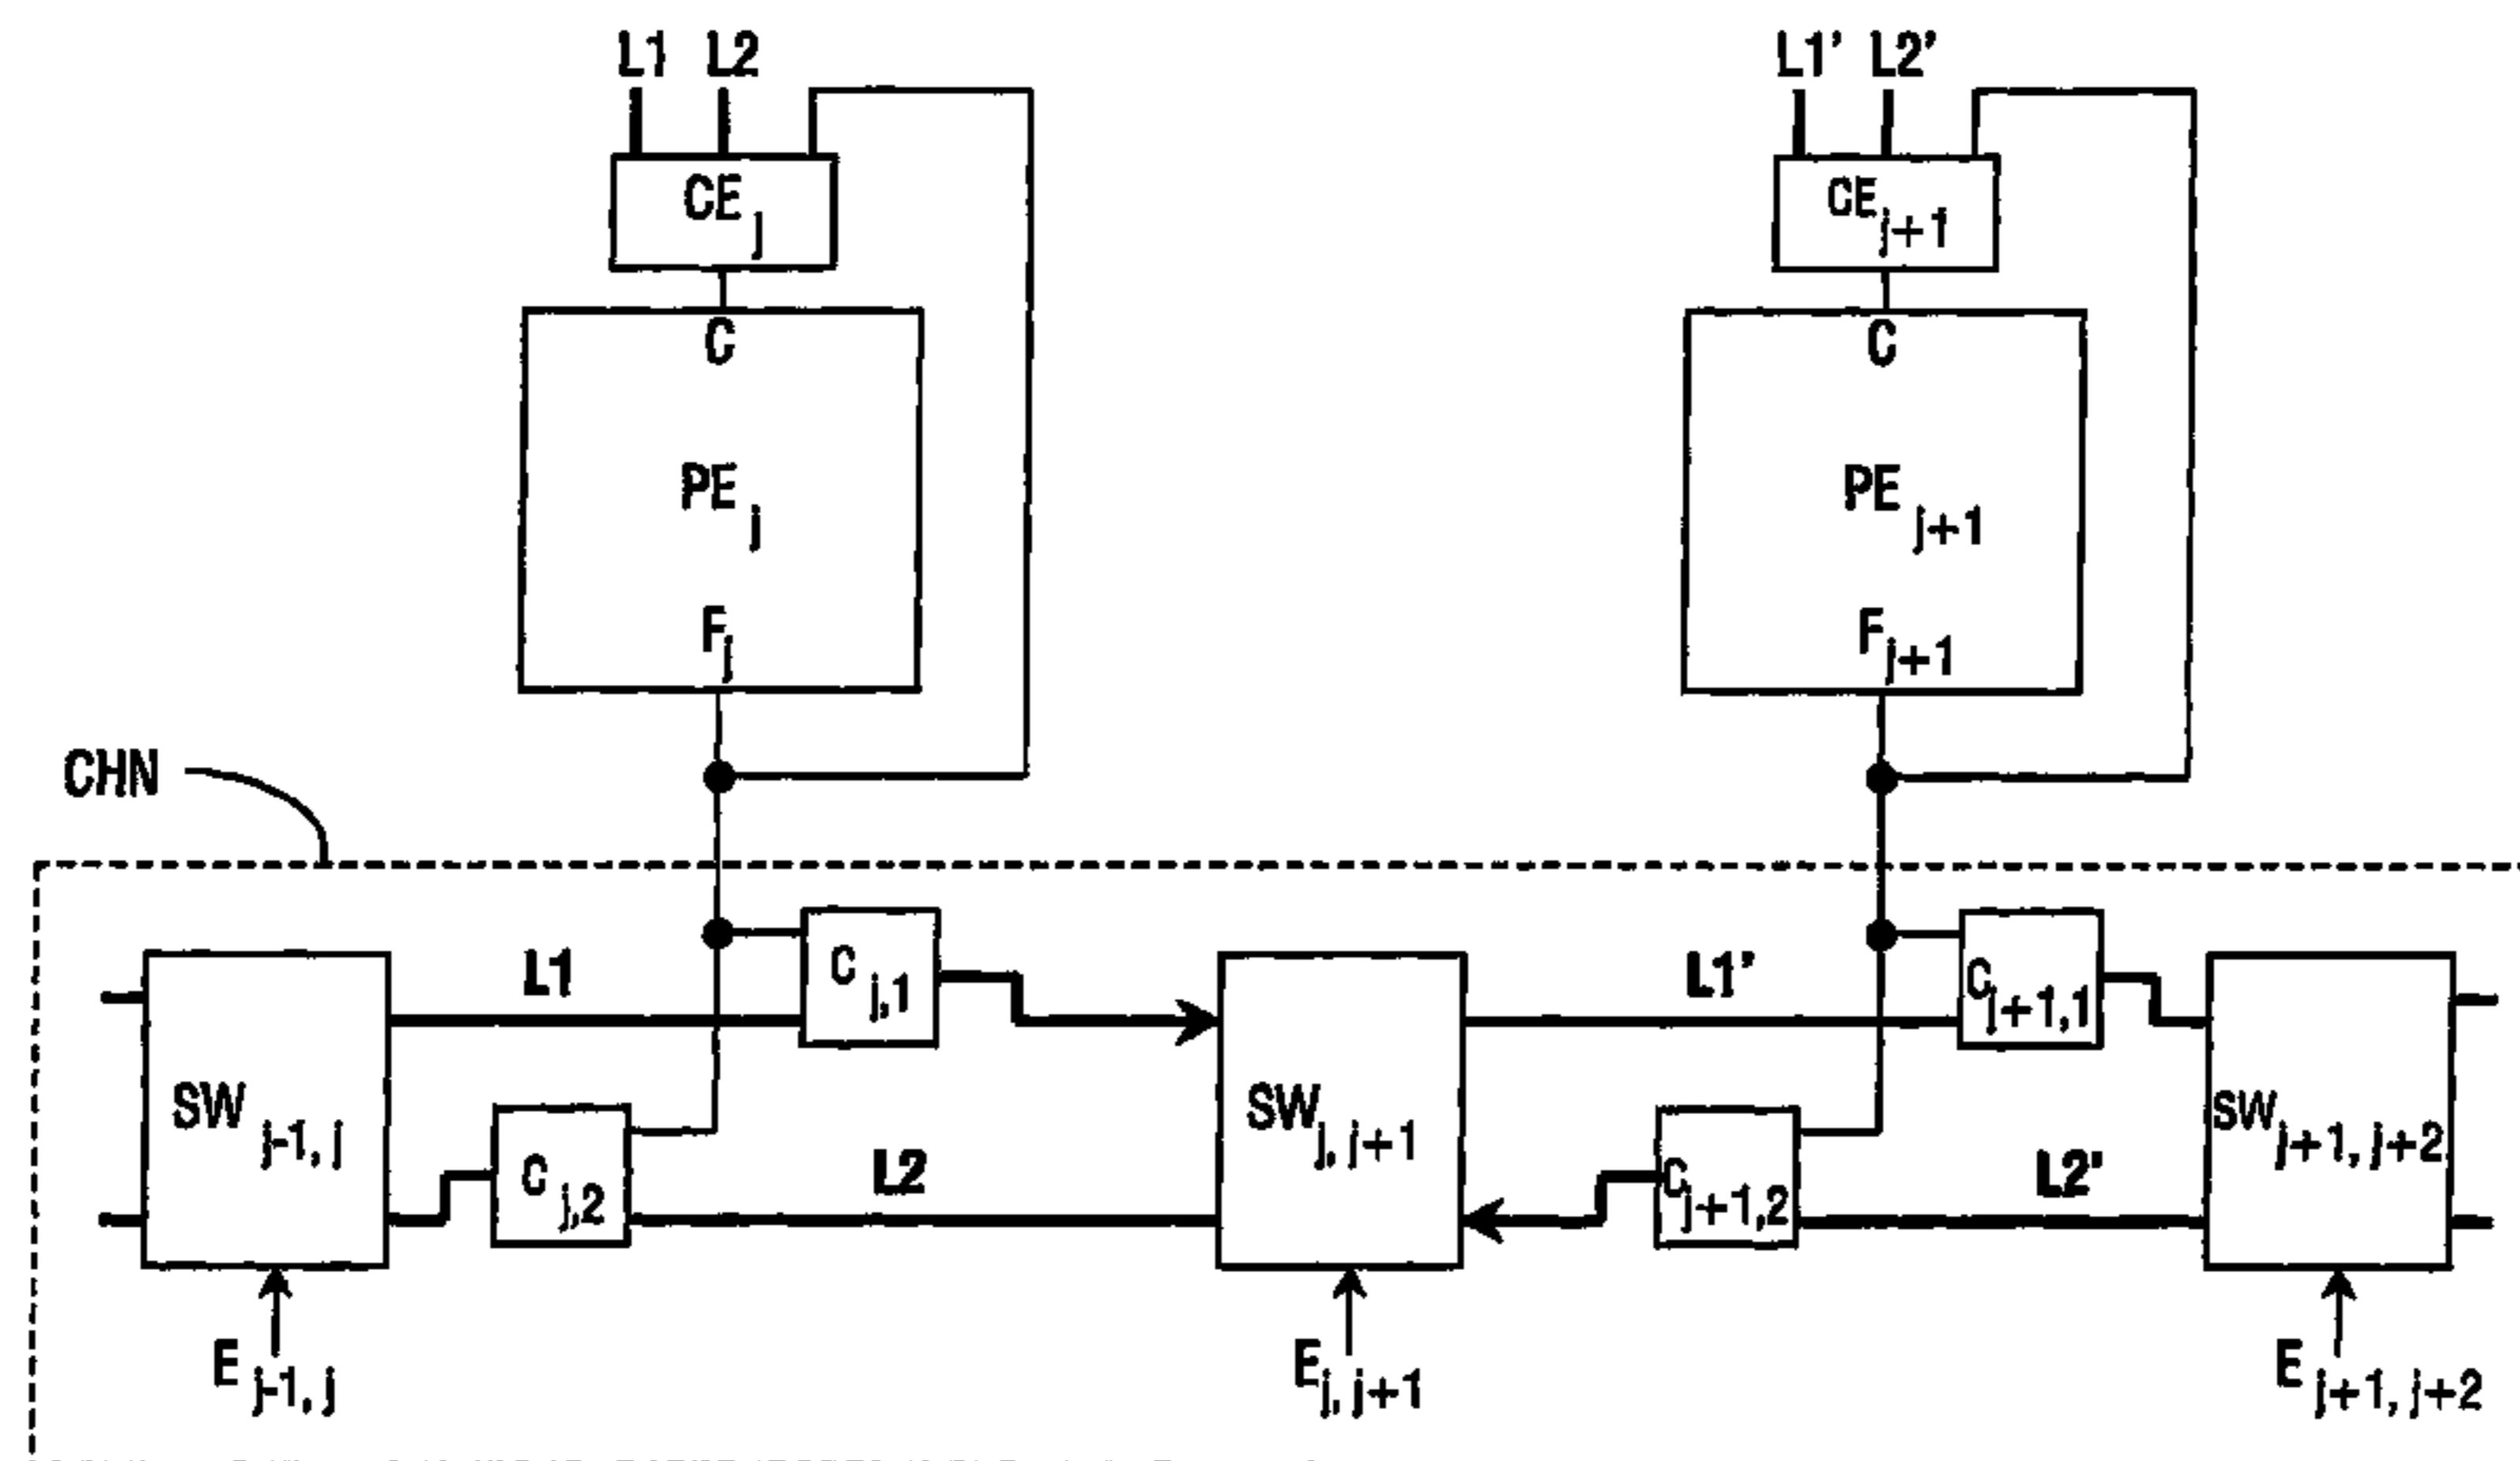 L1 L2 L1' L2'
CE j CE j+1
C C
PE j PE j+1
F j F j+1
CHN
L1 C j,1 L1' C j+1,1
SW j-1, j SW j, j+1 SW j+1, j+2
C j,2 L2 C j+1,2 L2'
E j-1, j E j, j+1 E j+1, j+2